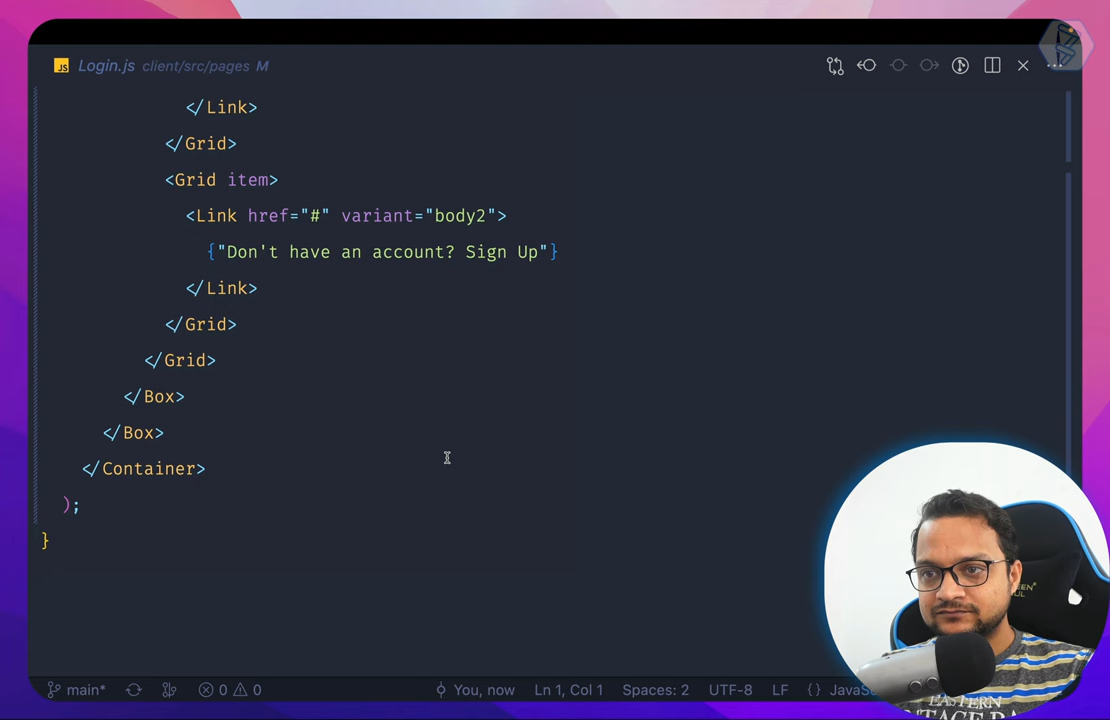 JS Login.js client/src/pages M
</Link>
</Grid>
<Grid item>
<Link href="#" variant="body2">
{"Don't have an account? Sign Up"}
</Link>
</Grid>
</Grid>
</Box>
</Box>
</Container>
);
}
EASTERN
main* 0 0 You, now Ln 1, Col 1 Spaces: 2 UTF-8 LF {}